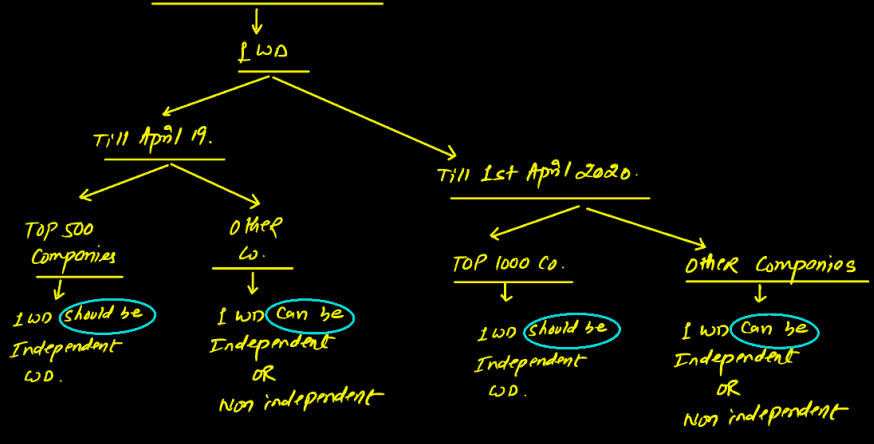 1 WD
Till April 19.
Till 1st April 2020.
TOP 500
Companies
Other
Co.
TOP 1000 Co.
Other Companies
1 WD should be
Independent
WD.
1 WD Can be
Independent
OR
Non independent
1 WD should be
Independent
WD.
1 WD Can be
Independent
OR
Non independent